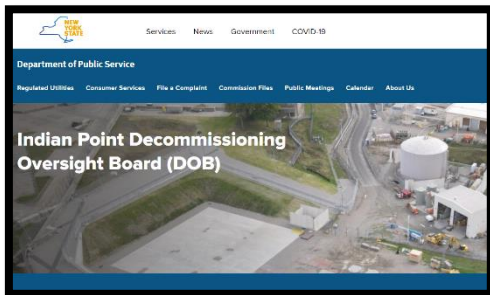 NEW
YORK
STATE
Services News Government COVID-19
Department of Public Service
Regulated Utilities Consumer Services File a Complaint Commission Files Public Meetings Calendar About Us
Indian Point Decommissioning
Oversight Board (DOB)